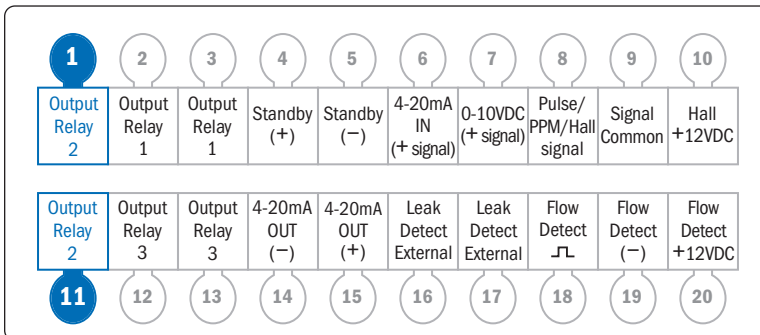 1 2 3 4 5 6 7 8 9 10
Output Output Output Standby Standby 4-20mA 0-10VDC Pulse/ Signal Hall
Relay Relay Relay (+) (−) IN (+ signal) PPM/Hall Common +12VDC
2 1 1 (+ signal) signal
Output Output Output 4-20mA 4-20mA Leak Leak Flow Flow Flow
Relay Relay Relay OUT OUT Detect Detect Detect Detect Detect
2 3 3 (−) (+) External External (−) +12VDC
11 12 13 14 15 16 17 18 19 20